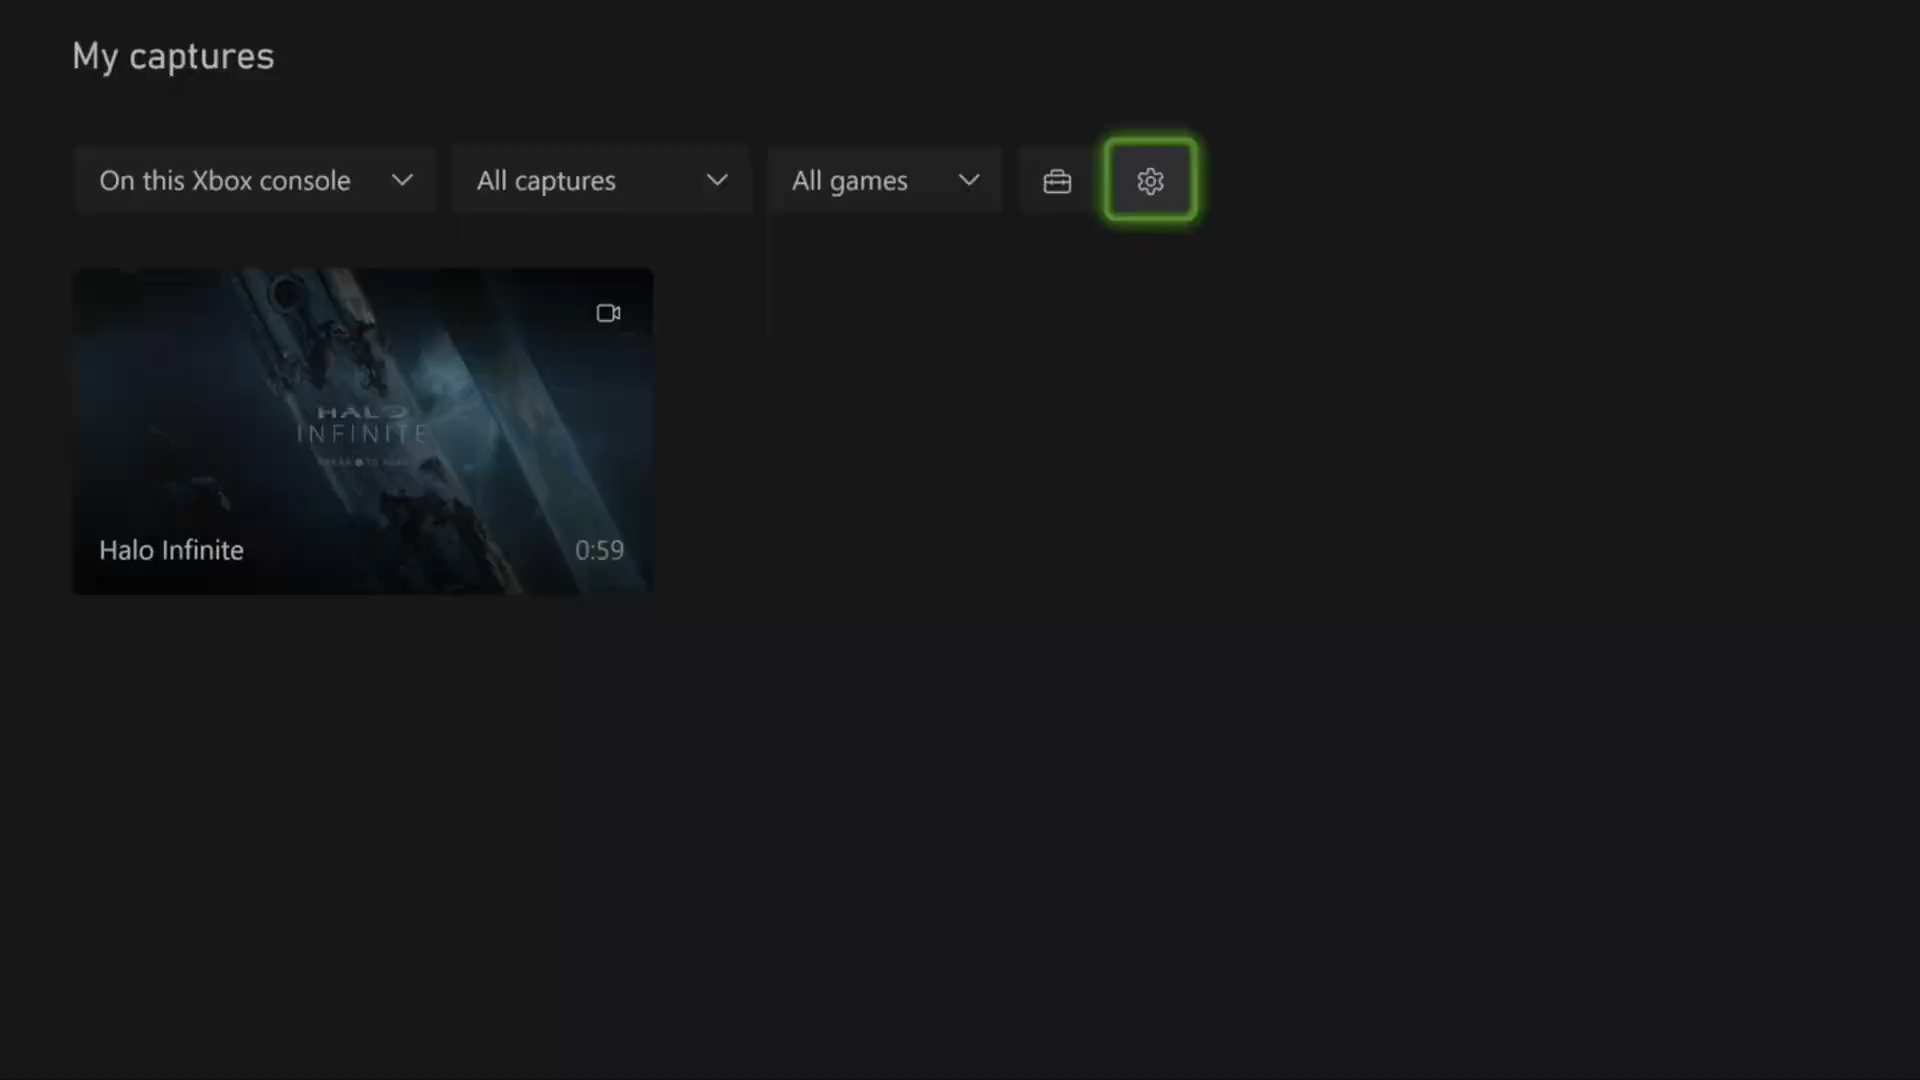 My captures
On this Xbox console
All captures
All games
HALO
INFINITE
Halo Infinite
0:59